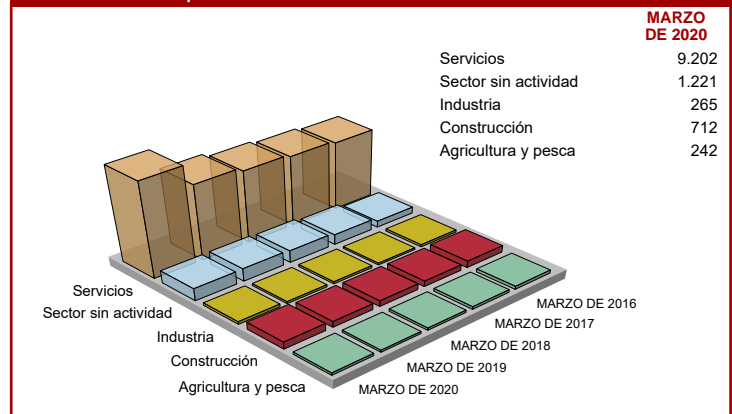 MARZO
DE 2020
Servicios 9.202
Sector sin actividad 1.221
Industria 265
Construcción 712
Agricultura y pesca 242
Servicios
Sector sin actividad
Industria
Construcción
Agricultura y pesca
MARZO DE 2016
MARZO DE 2017
MARZO DE 2018
MARZO DE 2019
MARZO DE 2020